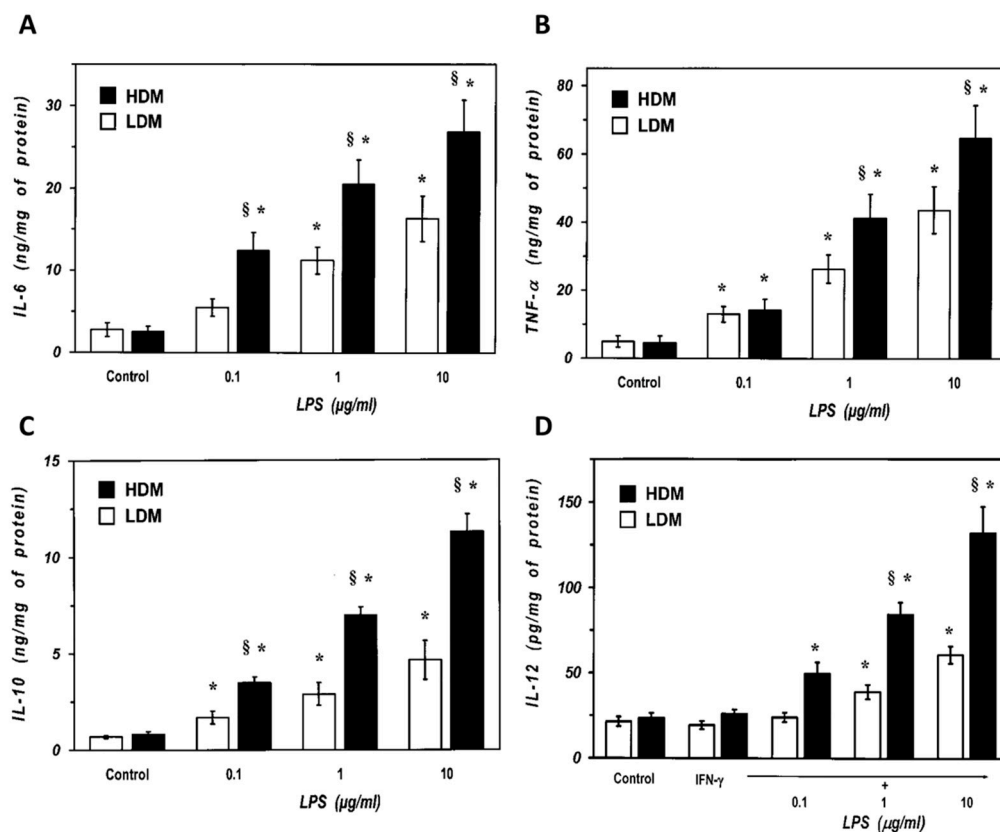 A
IL-6 (ng/mg of protein)
30
20
10
0
HDM
LDM
§ *
*
§ *
*
§ *
Control
0.1
1
10
LPS (µg/ml)
B
TNF-α (ng/mg of protein)
80
60
40
20
0
HDM
LDM
*
*
*
§ *
*
§ *
Control
0.1
1
10
LPS (µg/ml)
C
IL-10 (ng/mg of protein)
15
10
5
0
HDM
LDM
*
§ *
*
§ *
*
§ *
Control
0.1
1
10
LPS (µg/ml)
D
IL-12 (pg/mg of protein)
150
100
50
0
HDM
LDM
*
*
§ *
*
§ *
Control
IFN-γ
+
0.1
1
10
LPS (µg/ml)